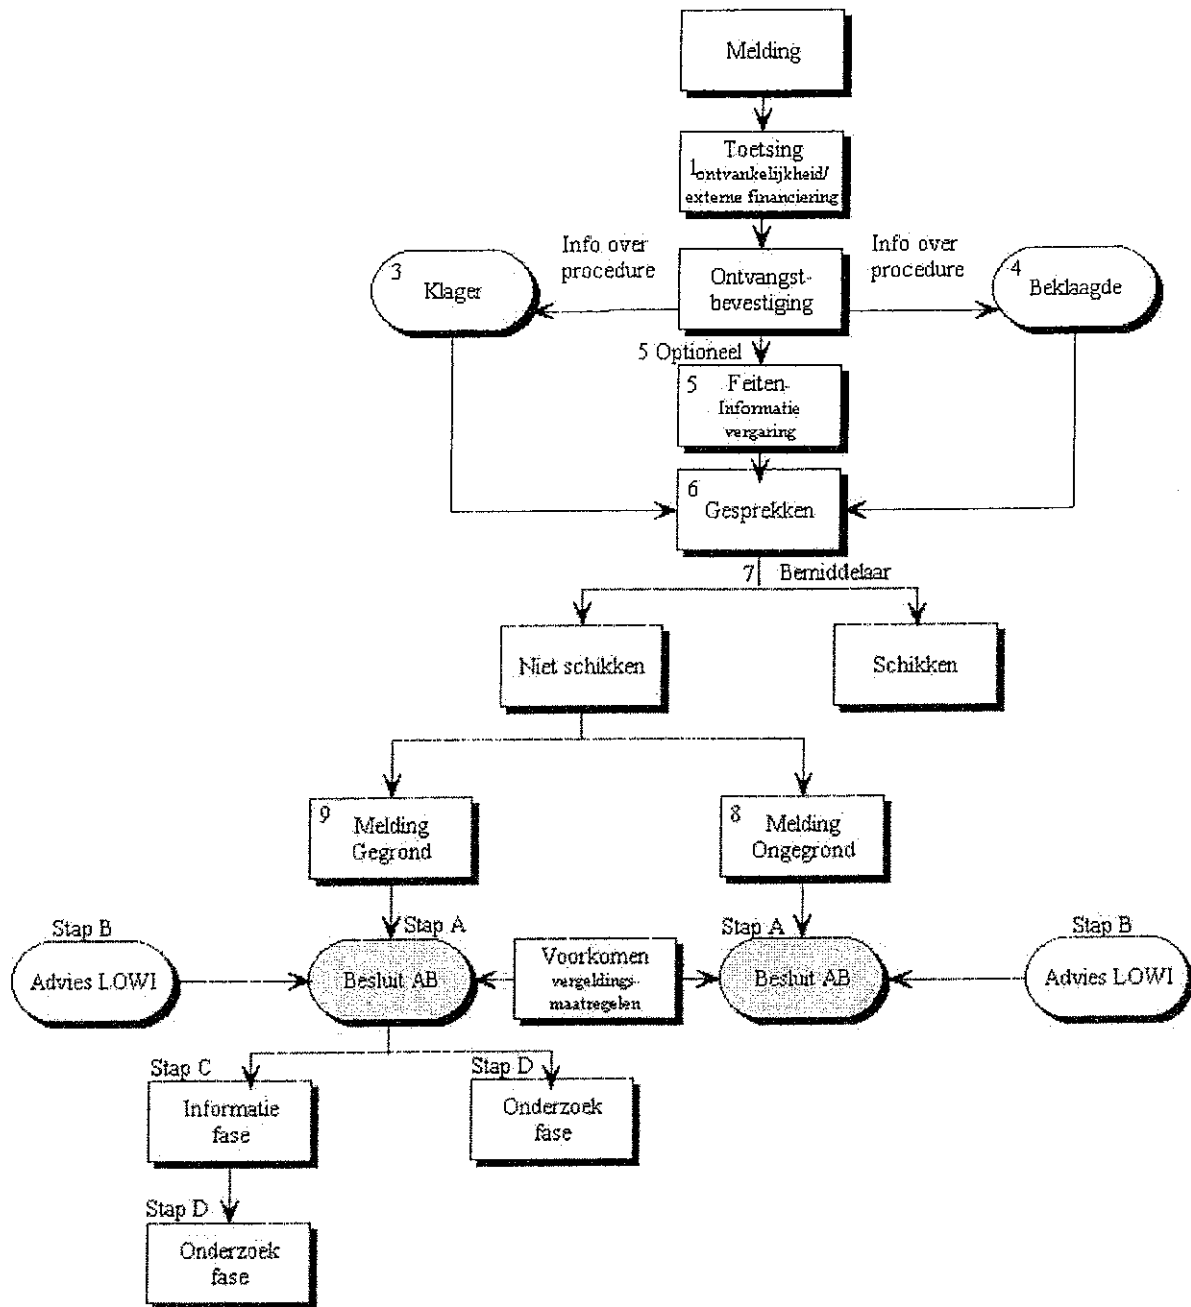 Melding
Toetsing
1 ontvankelijkheid/
externe financiering
Info over
procedure
Info over
procedure
3
Klager
Ontvangst-
bevestiging
4
Beklaagde
5 Optioneel
5 Feiten-
Informatie
vergaring
6
Gesprekken
7 Bemiddelaar
Niet schikken
Schikken
9
Melding
Gegrond
8
Melding
Ongegrond
Stap B
Stap A
Stap A
Stap B
Advies LOWI
Besluit AB
Voorkomen
vergeldings-
maatregelen
Besluit AB
Advies LOWI
Stap C
Stap D
Informatie
fase
Onderzoek
fase
Stap D
Onderzoek
fase